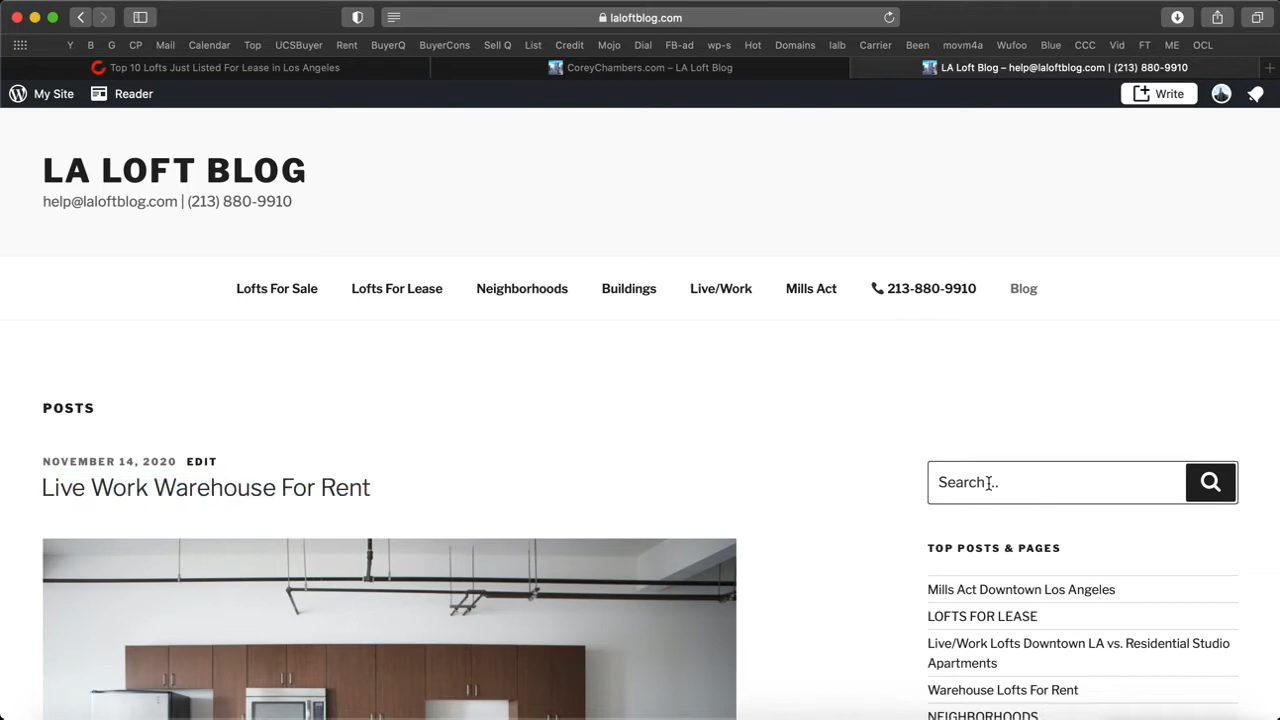 laloftblog.com
Y B G CP Mail Calendar Top UCSBuyer Rent BuyerQ BuyerCons Sell Q List Credit Mojo Dial FB-ad wp-s Hot Domains lalb Carrier Been movm4a Wufoo Blue CCC Vid FT ME OCL
Top 10 Lofts Just Listed For Lease in Los Angeles CoreyChambers.com – LA Loft Blog LA Loft Blog – help@laloftblog.com | (213) 880-9910
My Site Reader Write
LA LOFT BLOG
help@laloftblog.com | (213) 880-9910
Lofts For Sale Lofts For Lease Neighborhoods Buildings Live/Work Mills Act 213-880-9910 Blog
POSTS
NOVEMBER 14, 2020 EDIT
Live Work Warehouse For Rent
Search...
TOP POSTS & PAGES
Mills Act Downtown Los Angeles
LOFTS FOR LEASE
Live/Work Lofts Downtown LA vs. Residential Studio
Apartments
Warehouse Lofts For Rent
NEIGHBORHOODS